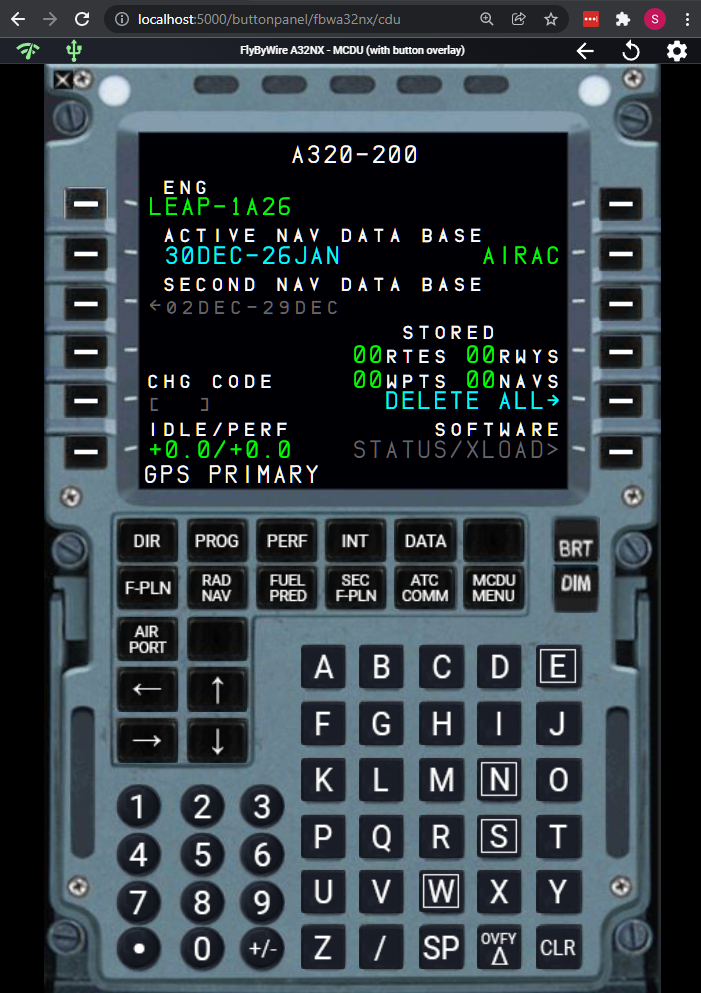 localhost:5000/buttonpanel/fbwa32nx/cdu
S
FlyByWire A32NX - MCDU (with button overlay)
A320-200
ENG
LEAP-1A26
ACTIVE NAV DATA BASE
30DEC-26JAN AIRAC
SECOND NAV DATA BASE
←02DEC-29DEC
STORED
00RTES 00RWYS
CHG CODE 00WPTS 00NAVS
[ ] DELETE ALL→
IDLE/PERF SOFTWARE
+0.0/+0.0 STATUS/XLOAD>
GPS PRIMARY
DIR PROG PERF INT DATA BRT
F-PLN RAD NAV FUEL PRED SEC F-PLN ATC COMM MCDU MENU DIM
AIR PORT
← ↑
→ ↓
A B C D E
F G H I J
K L M N O
P Q R S T
U V W X Y
Z / SP OVFY Δ CLR
1 2 3
4 5 6
7 8 9
• 0 +/-